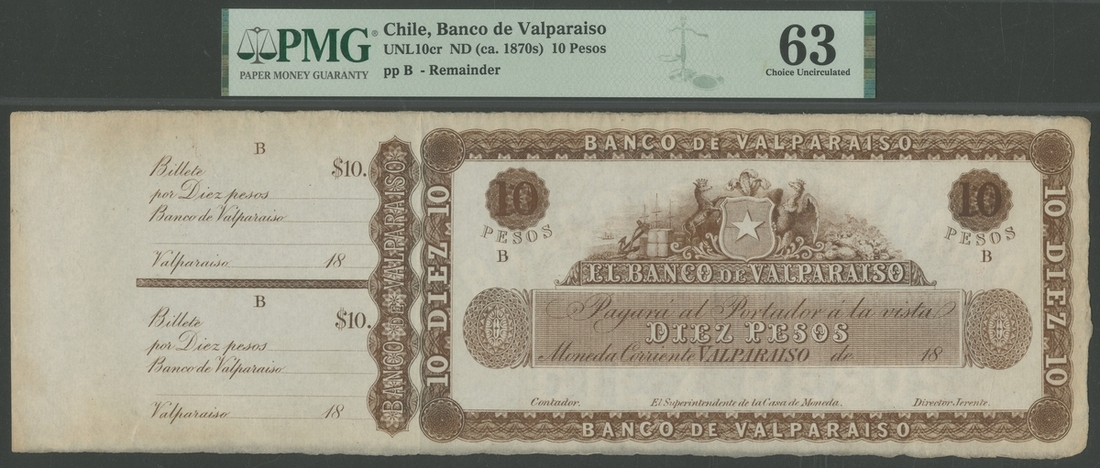 PMG
PAPER MONEY GUARANTY
Chile, Banco de Valparaiso
UNL10cr ND (ca. 1870s) 10 Pesos
pp B - Remainder
63
Choice Uncirculated
B
Billete $10.
por Diez pesos
Banco de Valparaiso
Valparaiso 18
B
Billete $10.
por Diez pesos
Banco de Valparaiso
Valparaiso 18
BANCO DE VALPARAISO
BANCO DE VALPARAISO
10 DIEZ 10
10 PESOS
B
10 PESOS
B
EL BANCO DE VALPARAISO
Pagará al Portador á la vista
DIEZ PESOS
Moneda Corriente VALPARAISO de 18
Contador.
El Superintendente de la Casa de Moneda.
Director Jerente.
10 DIEZ 10
BANCO DE VALPARAISO